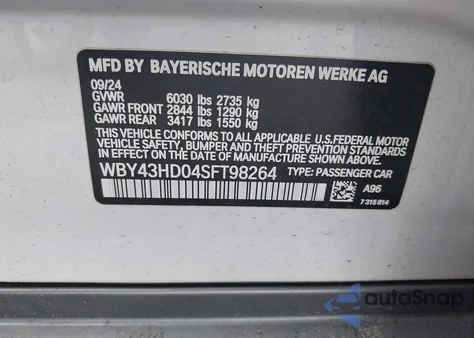 MFD BY BAYERISCHE MOTOREN WERKE AG
09/24
GVWR 6030 lbs 2735 kg
GAWR FRONT 2844 lbs 1290 kg
GAWR REAR 3417 lbs 1550 kg
THIS VEHICLE CONFORMS TO ALL APPLICABLE U.S.FEDERAL MOTOR
VEHICLE SAFETY, BUMPER, AND THEFT PREVENTION STANDARDS
IN EFFECT ON THE DATE OF MANUFACTURE SHOWN ABOVE.
WBY43HD04SFT98264 TYPE: PASSENGER CAR
A96
7315814
autoSnap